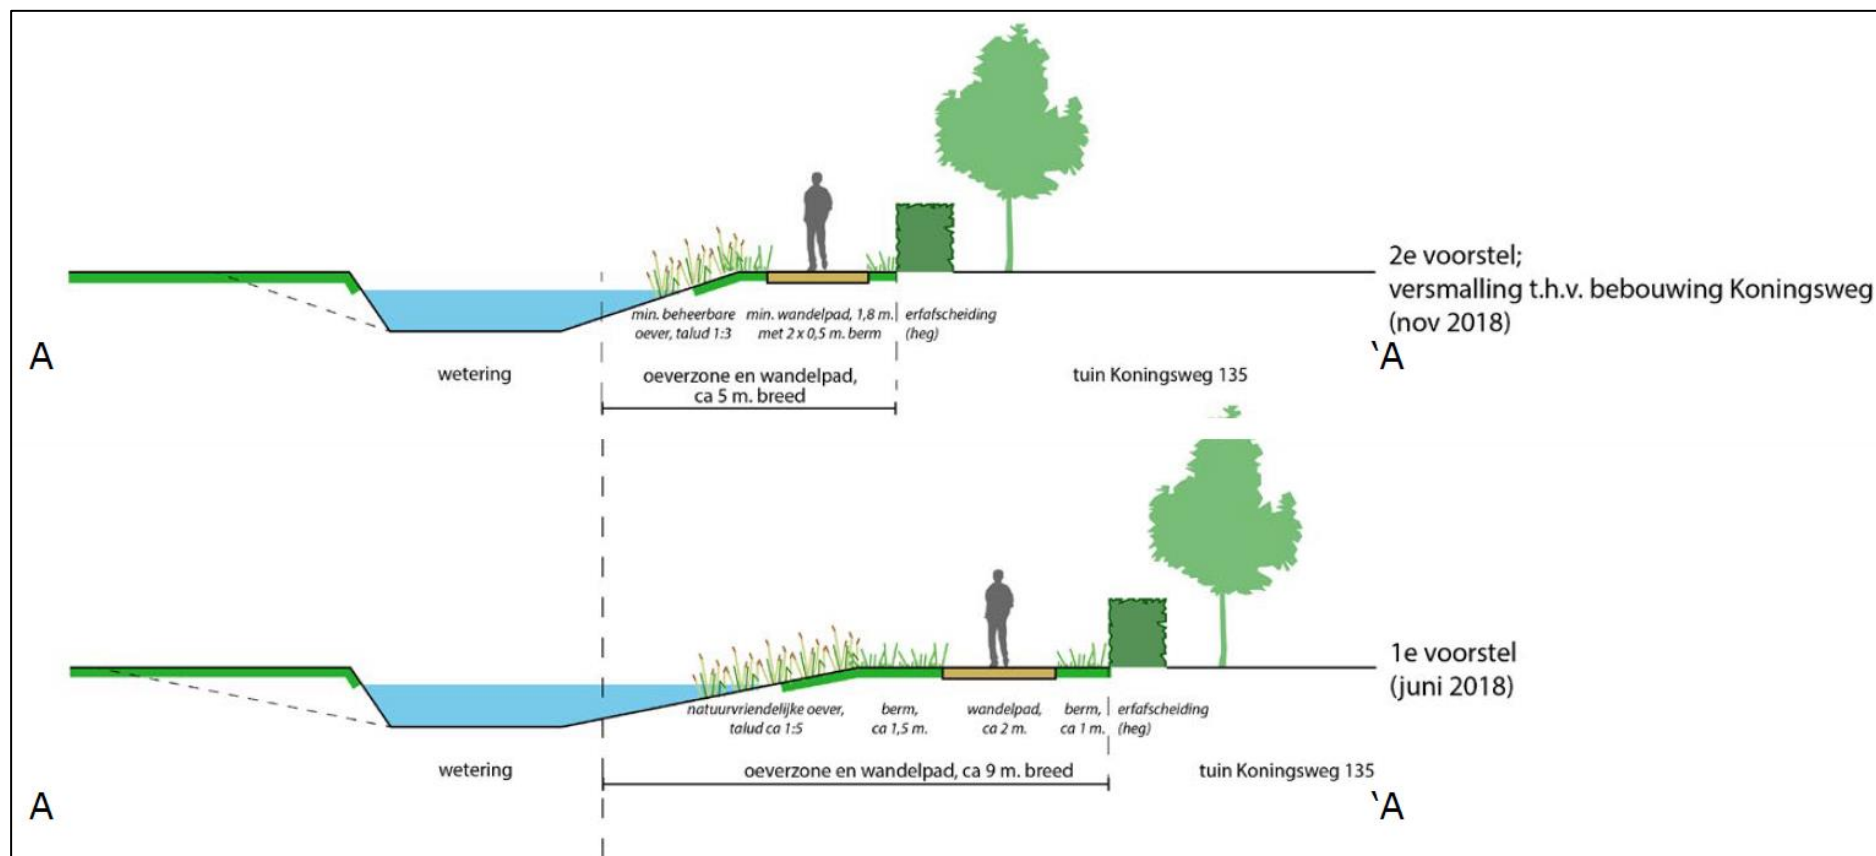 2e voorstel;
versmalling t.h.v. bebouwing Koningsweg
(nov 2018)
min. beheerbare
oever, talud 1:3
min. wandelpad, 1,8 m.
met 2 x 0,5 m. berm
erfafscheiding
(heg)
A
‵A
wetering
oeverzone en wandelpad,
ca 5 m. breed
tuin Koningsweg 135
1e voorstel
(juni 2018)
natuurvriendelijke oever,
talud ca 1:5
berm,
ca 1,5 m.
wandelpad,
ca 2 m.
berm,
ca 1 m.
erfafscheiding
(heg)
wetering
oeverzone en wandelpad, ca 9 m. breed
tuin Koningsweg 135
A
‵A